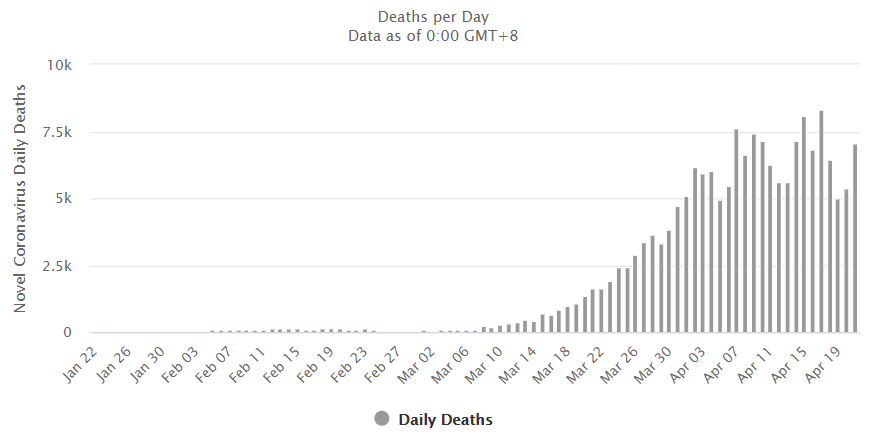 Deaths per Day
Data as of 0:00 GMT+8
Novel Coronavirus Daily Deaths
10k
7.5k
5k
2.5k
0
Jan 22
Jan 26
Jan 30
Feb 03
Feb 07
Feb 11
Feb 15
Feb 19
Feb 23
Feb 27
Mar 02
Mar 06
Mar 10
Mar 14
Mar 18
Mar 22
Mar 26
Mar 30
Apr 03
Apr 07
Apr 11
Apr 15
Apr 19
Daily Deaths